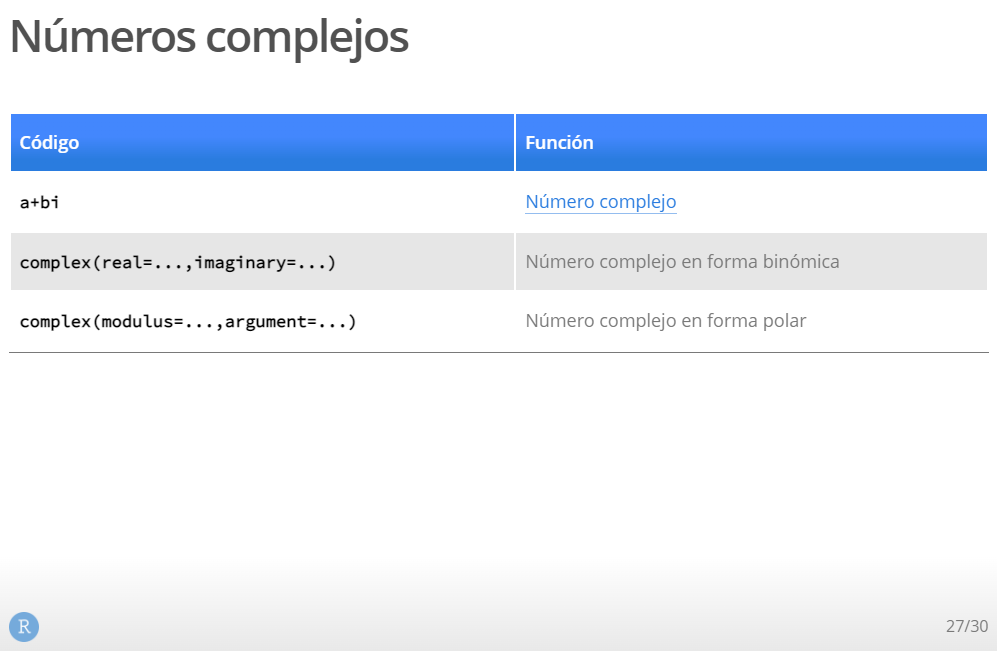 Números complejos
Código Función
a+bi Número complejo
complex(real=...,imaginary=...) Número complejo en forma binómica
complex(modulus=...,argument=...) Número complejo en forma polar
R 27/30